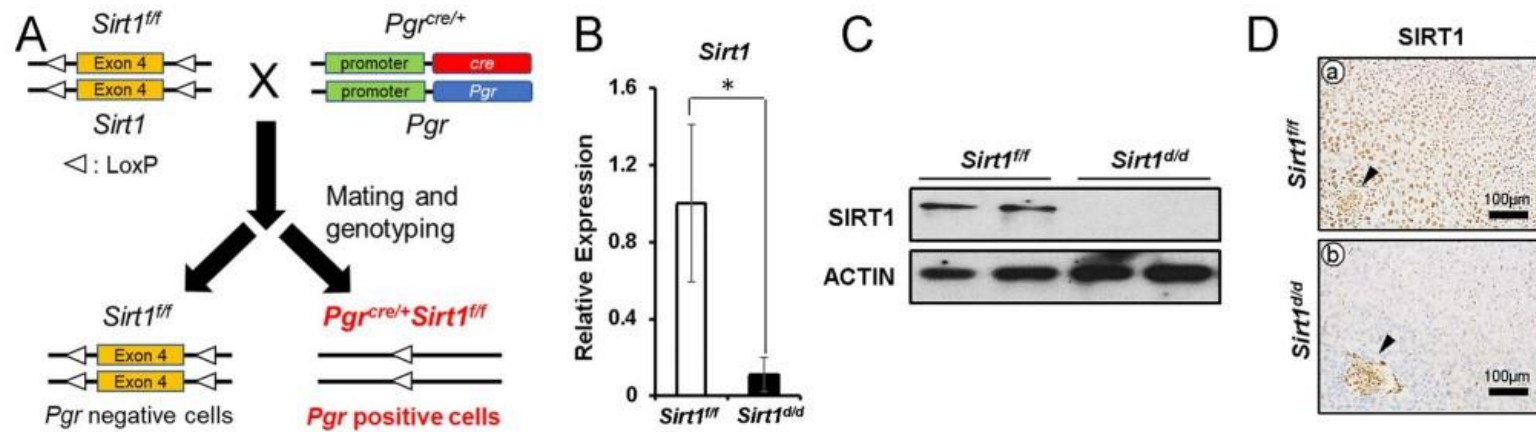 A
Sirt1f/f
Pgrcre/+
Exon 4
promoter
cre
Exon 4
X
promoter
Pgr
Sirt1
Pgr
◁ : LoxP
Mating and
genotyping
Sirt1f/f
Pgrcre/+Sirt1f/f
Exon 4
Exon 4
Pgr negative cells
Pgr positive cells
B
Sirt1
Relative Expression
1.6
1.2
0.8
0.4
0
*
Sirt1f/f
Sirt1d/d
C
Sirt1f/f
Sirt1d/d
SIRT1
ACTIN
D
SIRT1
Sirt1f/f
a
100µm
Sirt1d/d
b
100µm